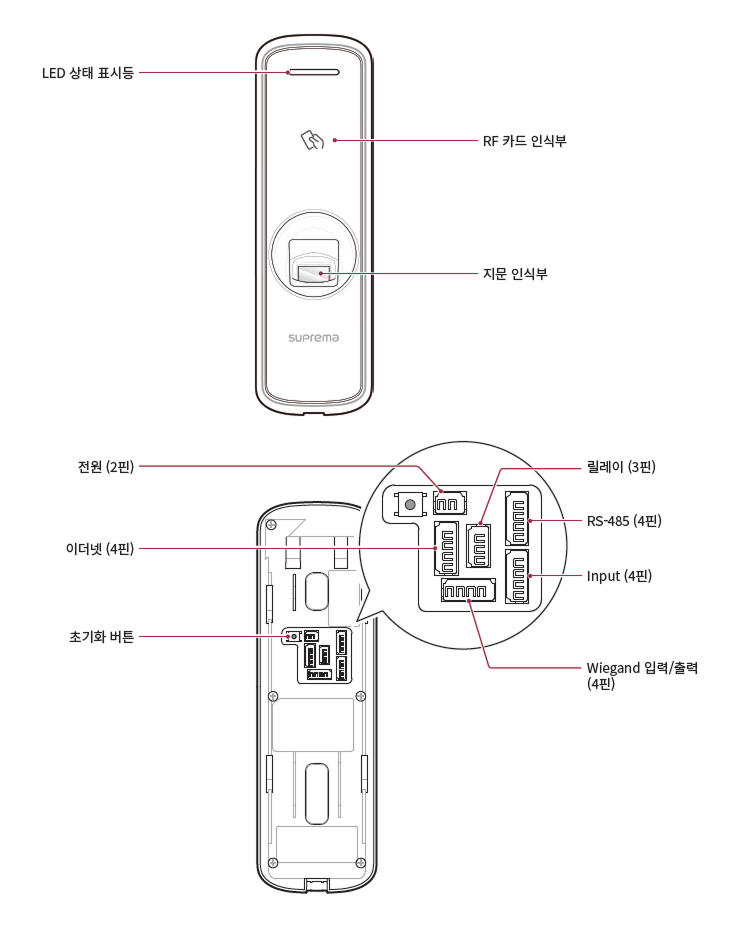 LED 상태 표시등
RF 카드 인식부
지문 인식부
suprema
전원 (2핀)
릴레이 (3핀)
RS-485 (4핀)
이더넷 (4핀)
Input (4핀)
초기화 버튼
Wiegand 입력/출력
(4핀)